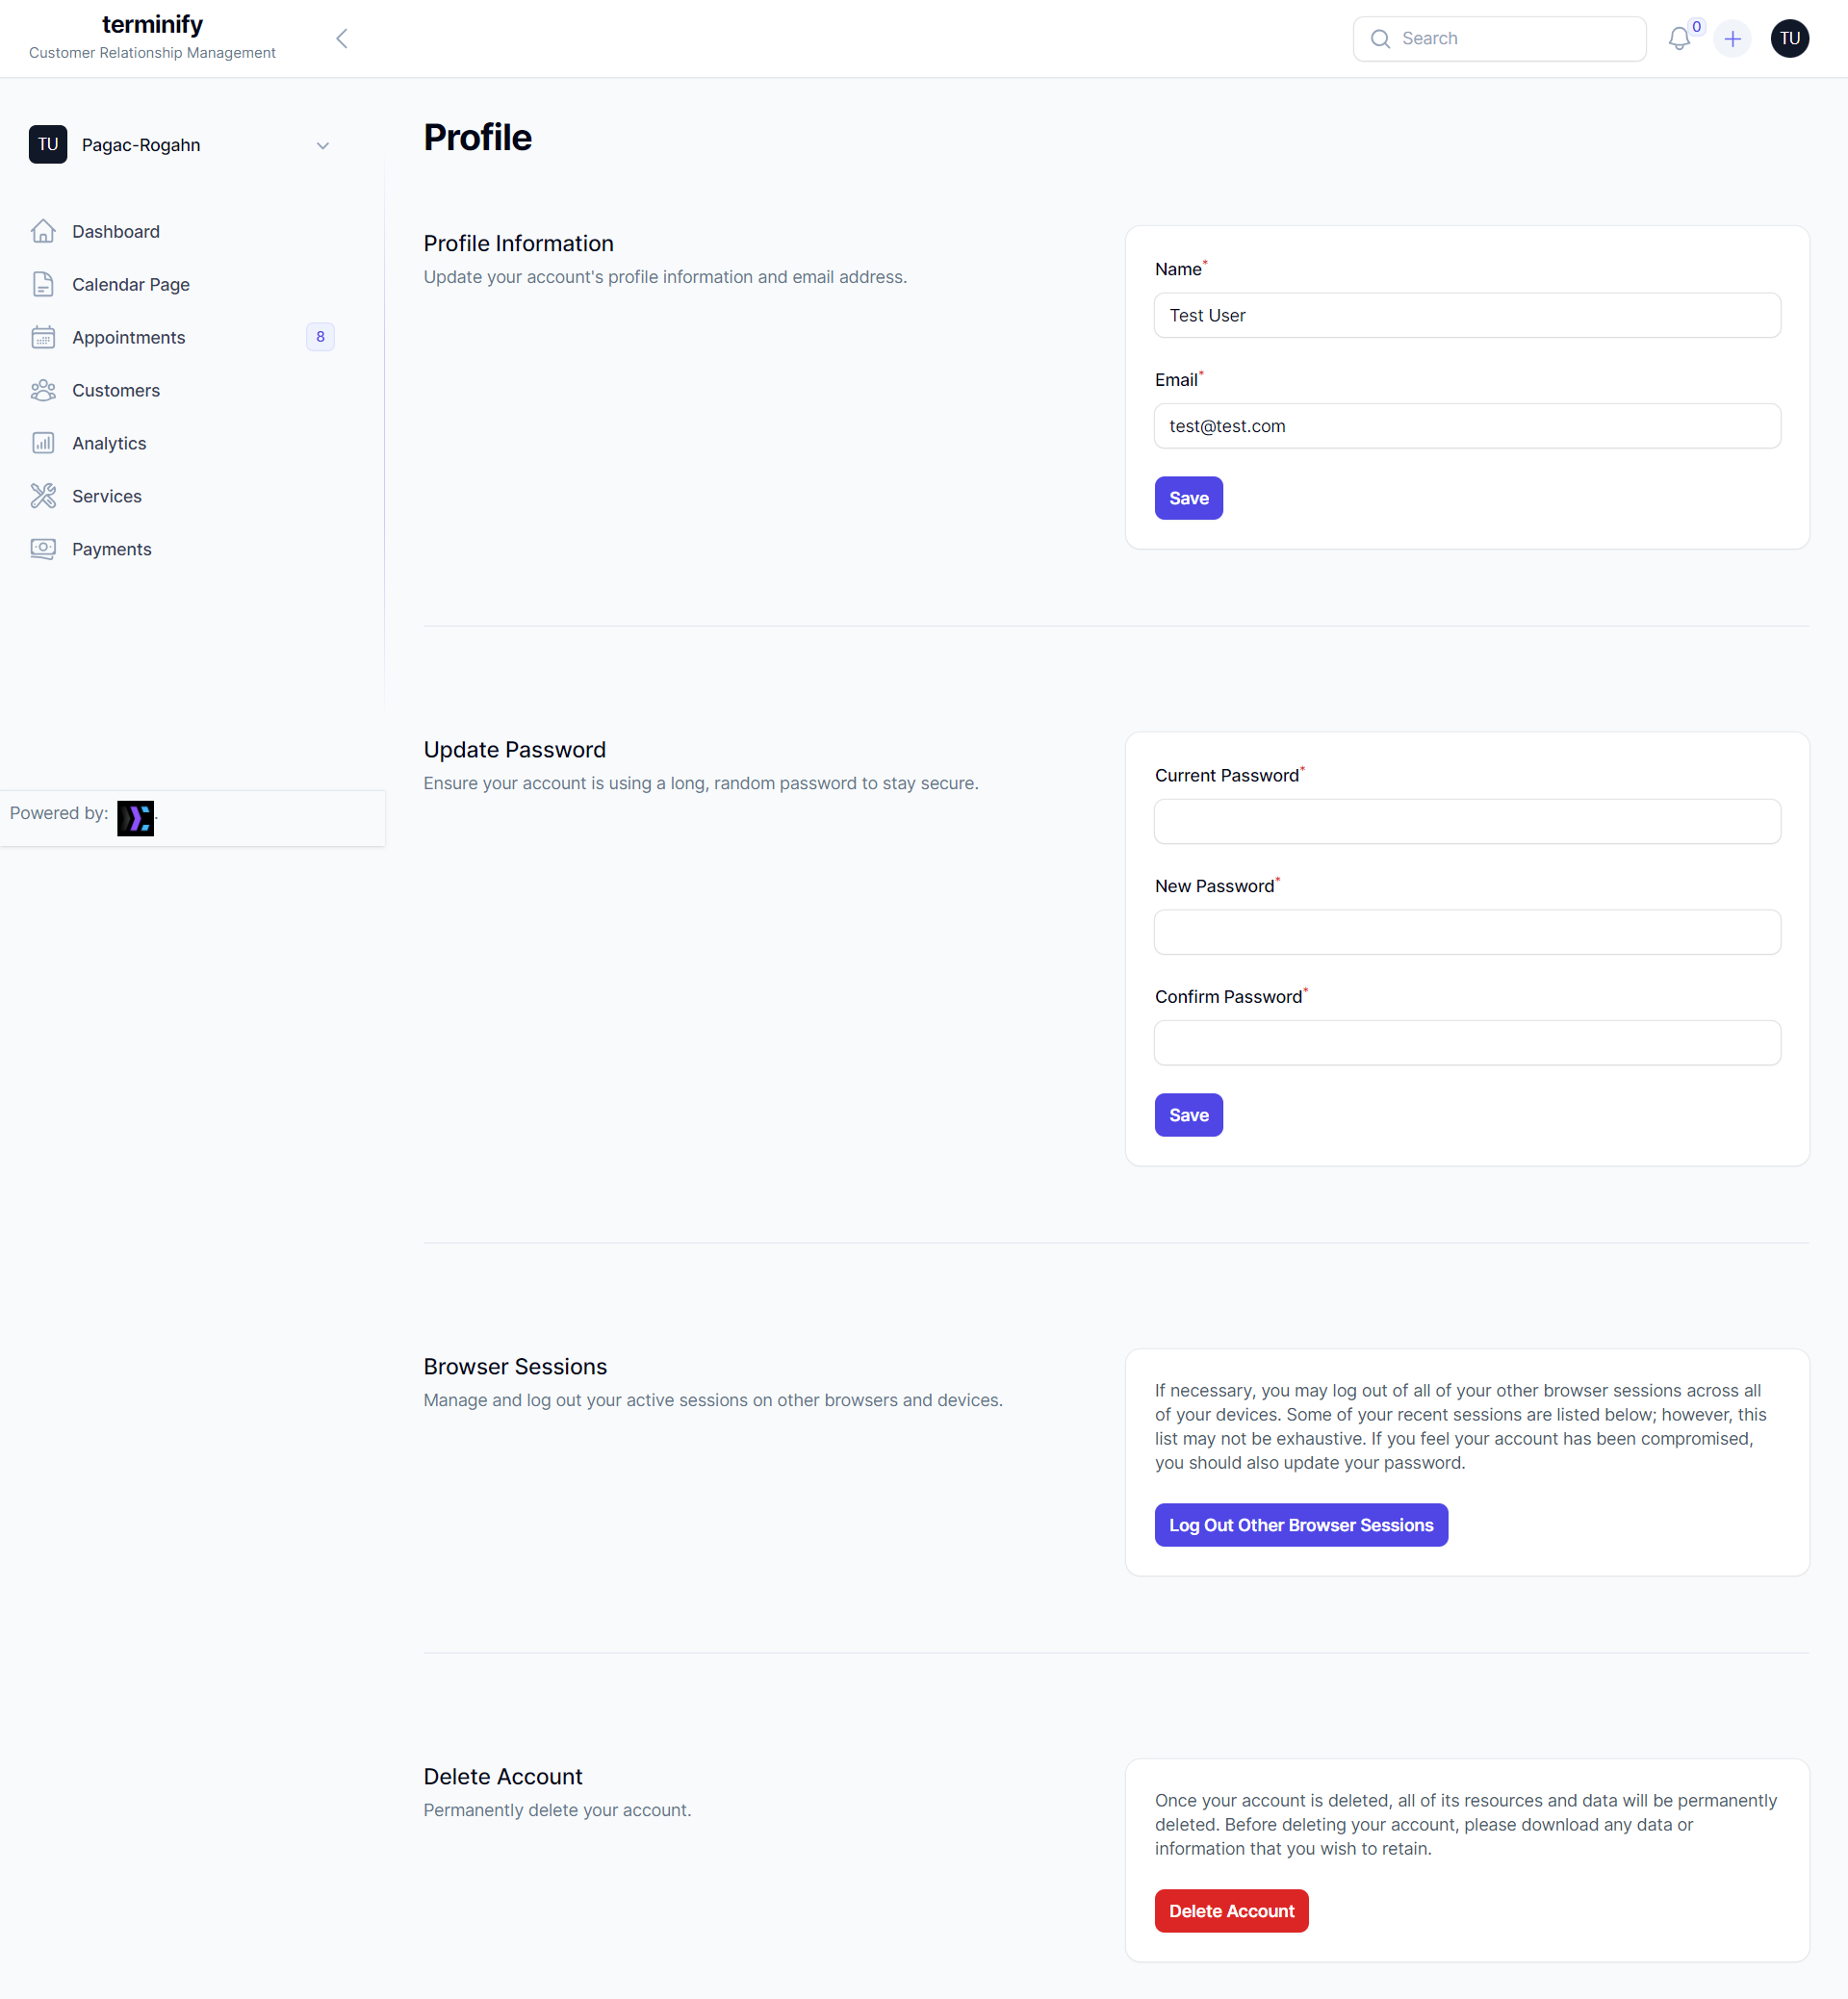 terminify
Customer Relationship Management
Search
0
TU
TU
Pagac-Rogahn
Dashboard
Calendar Page
Appointments
8
Customers
Analytics
Services
Payments
Powered by:
.
Profile
Profile Information
Update your account's profile information and email address.
Name*
Test User
Email*
test@test.com
Save
Update Password
Ensure your account is using a long, random password to stay secure.
Current Password*
New Password*
Confirm Password*
Save
Browser Sessions
Manage and log out your active sessions on other browsers and devices.
If necessary, you may log out of all of your other browser sessions across all
of your devices. Some of your recent sessions are listed below; however, this
list may not be exhaustive. If you feel your account has been compromised,
you should also update your password.
Log Out Other Browser Sessions
Delete Account
Permanently delete your account.
Once your account is deleted, all of its resources and data will be permanently
deleted. Before deleting your account, please download any data or
information that you wish to retain.
Delete Account